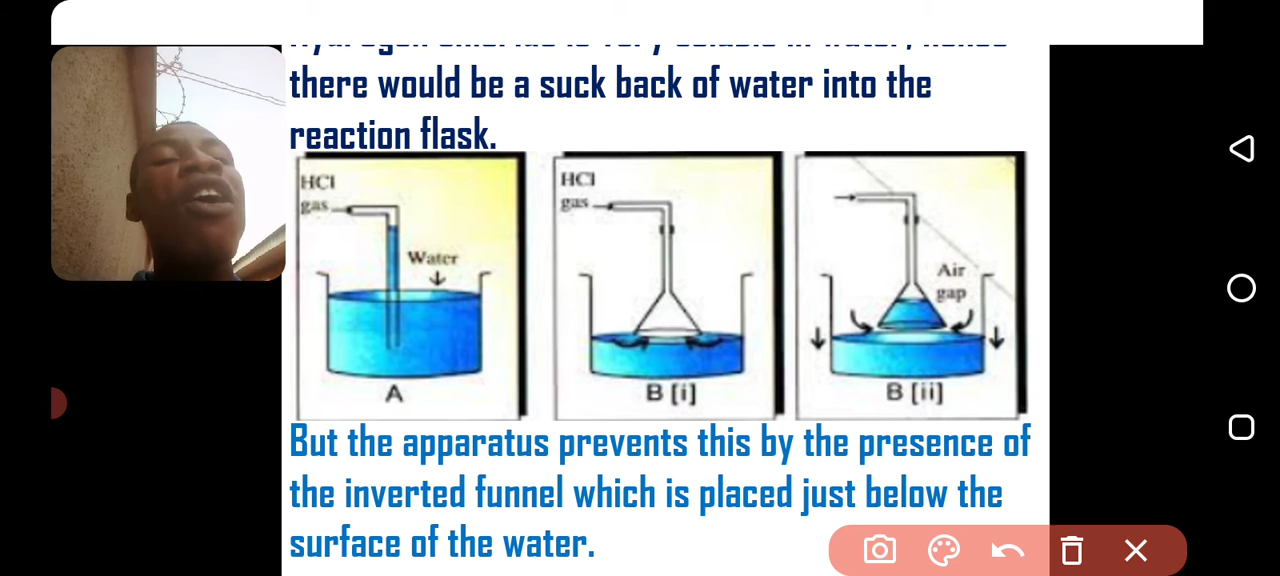 there would be a suck back of water into the
reaction flask.
HCl
gas
Water
A
HCl
gas
B [i]
Air
gap
B [ii]
But the apparatus prevents this by the presence of
the inverted funnel which is placed just below the
surface of the water.